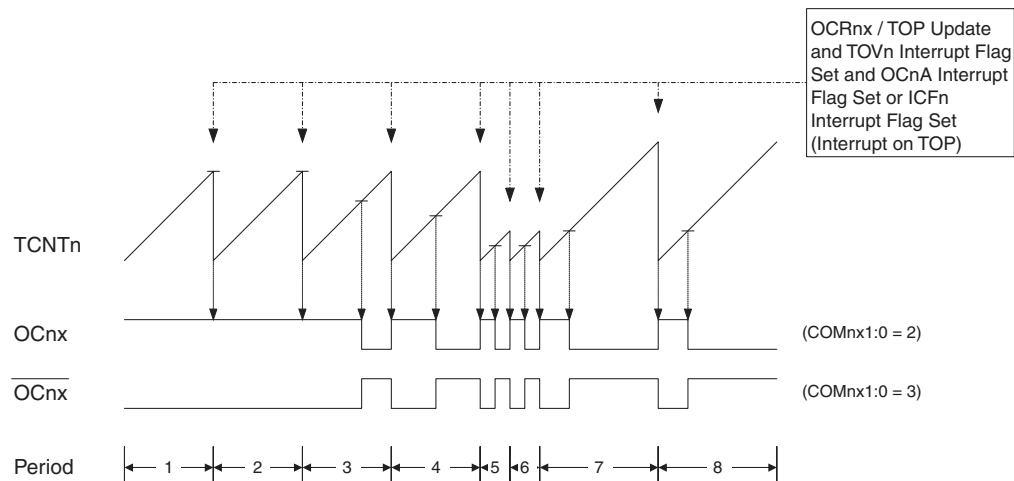 OCRnx / TOP Update
and TOVn Interrupt Flag
Set and OCnA Interrupt
Flag Set or ICFn
Interrupt Flag Set
(Interrupt on TOP)
TCNTn
OCnx
(COMnx1:0 = 2)
OCnx
(COMnx1:0 = 3)
Period
1 2 3 4 5 6 7 8